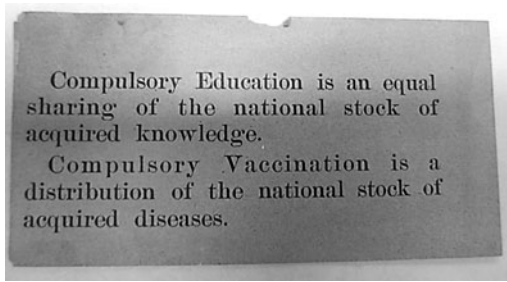 Compulsory Education is an equal
sharing of the national stock of
acquired knowledge.
Compulsory Vaccination is a
distribution of the national stock of
acquired diseases.